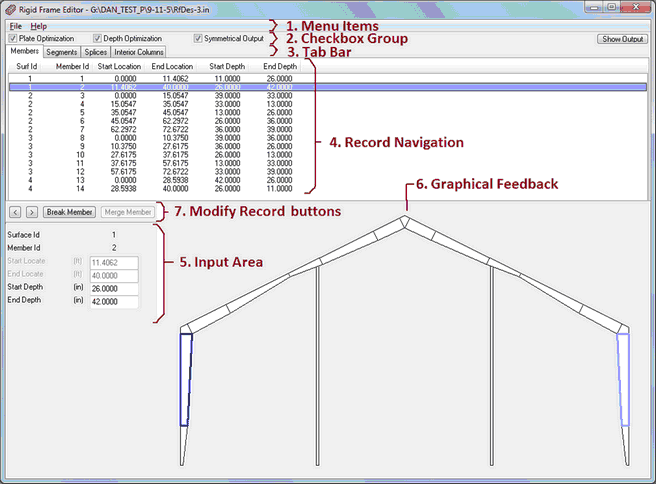 Rigid Frame Editor - G:\DAN_TEST_P\9-11-5\RfDes-3.in
File Help
1. Menu Items
Plate Optimization Depth Optimization Symmetrical Output
2. Checkbox Group
Show Output
Members Segments Splices Interior Columns
3. Tab Bar
Surf Id Member Id Start Location End Location Start Depth End Depth
1 1 0.0000 11.4062 11.0000 26.0000
1 2 11.4062 40.0000 26.0000 42.0000
2 3 0.0000 15.0547 39.0000 33.0000
2 4 15.0547 35.0547 33.0000 13.0000
2 5 35.0547 45.0547 13.0000 26.0000
2 6 45.0547 62.2972 26.0000 36.0000
2 7 62.2972 72.6722 36.0000 39.0000
3 8 0.0000 10.3750 39.0000 36.0000
3 9 10.3750 27.6175 36.0000 26.0000
3 10 27.6175 37.6175 26.0000 13.0000
3 11 37.6175 57.6175 13.0000 33.0000
3 12 57.6175 72.6722 33.0000 39.0000
4 13 0.0000 28.5938 42.0000 26.0000
4 14 28.5938 40.0000 26.0000 11.0000
4. Record Navigation
6. Graphical Feedback
< > Break Member Merge Member
7. Modify Record buttons
Surface Id 1
Member Id 2
Start Locate (ft) 11.4062
End Locate (ft) 40.0000
Start Depth (in) 26.0000
End Depth (in) 42.0000
5. Input Area